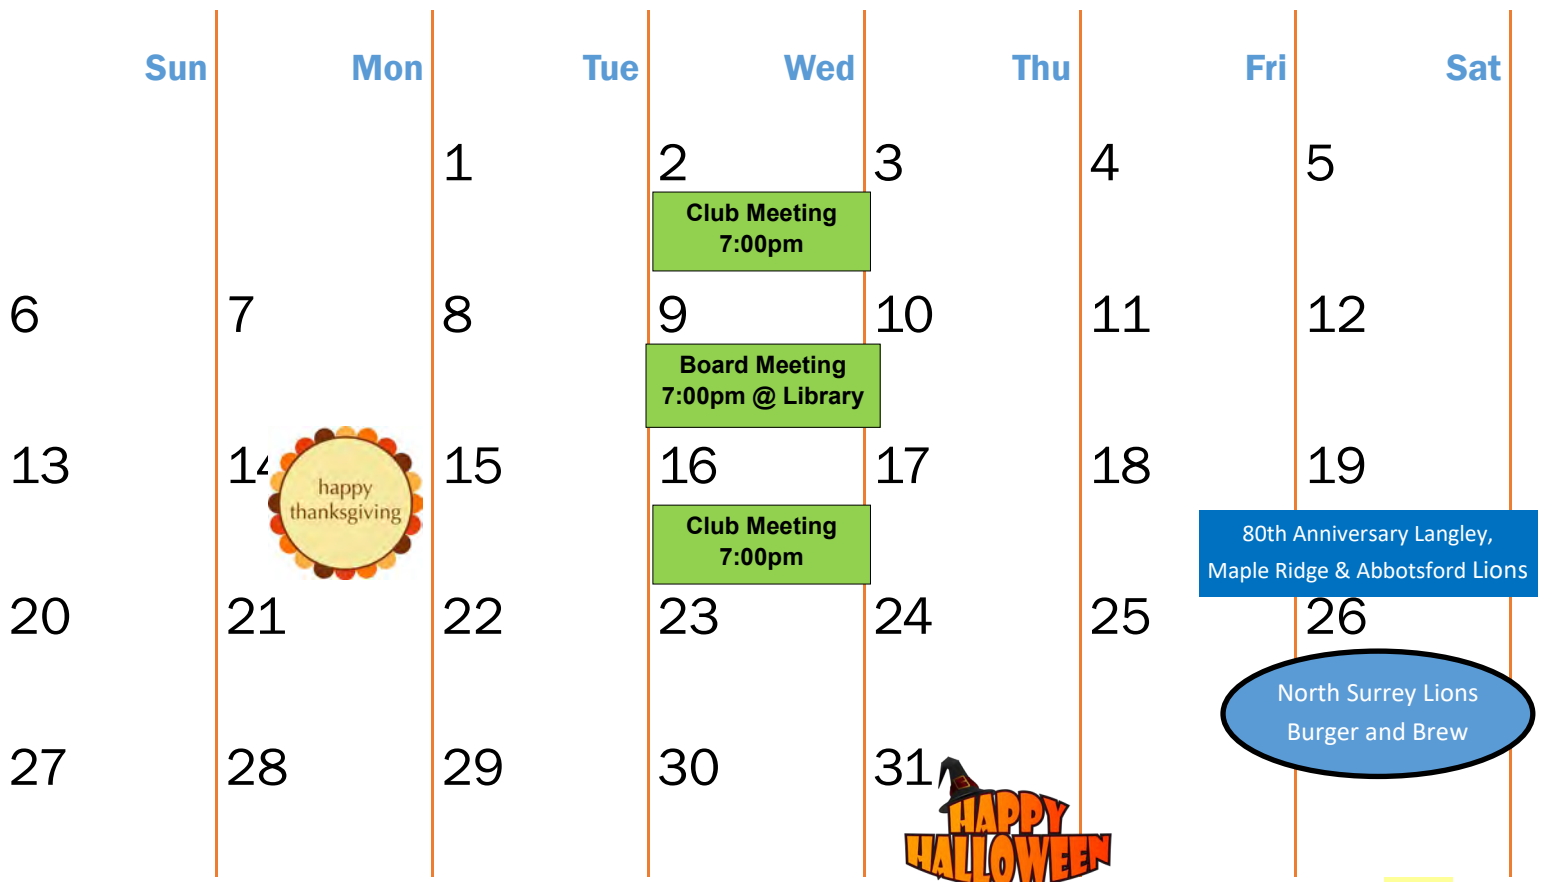 Sun Mon Tue Wed Thu Fri Sat
1 2 3 4 5
Club Meeting
7:00pm
6 7 8 9 10 11 12
Board Meeting
7:00pm @ Library
13 14 15 16 17 18 19
happy
thanksgiving
Club Meeting
7:00pm
80th Anniversary Langley,
Maple Ridge & Abbotsford Lions
20 21 22 23 24 25 26
North Surrey Lions
Burger and Brew
27 28 29 30 31
HAPPY
HALLOWEEN